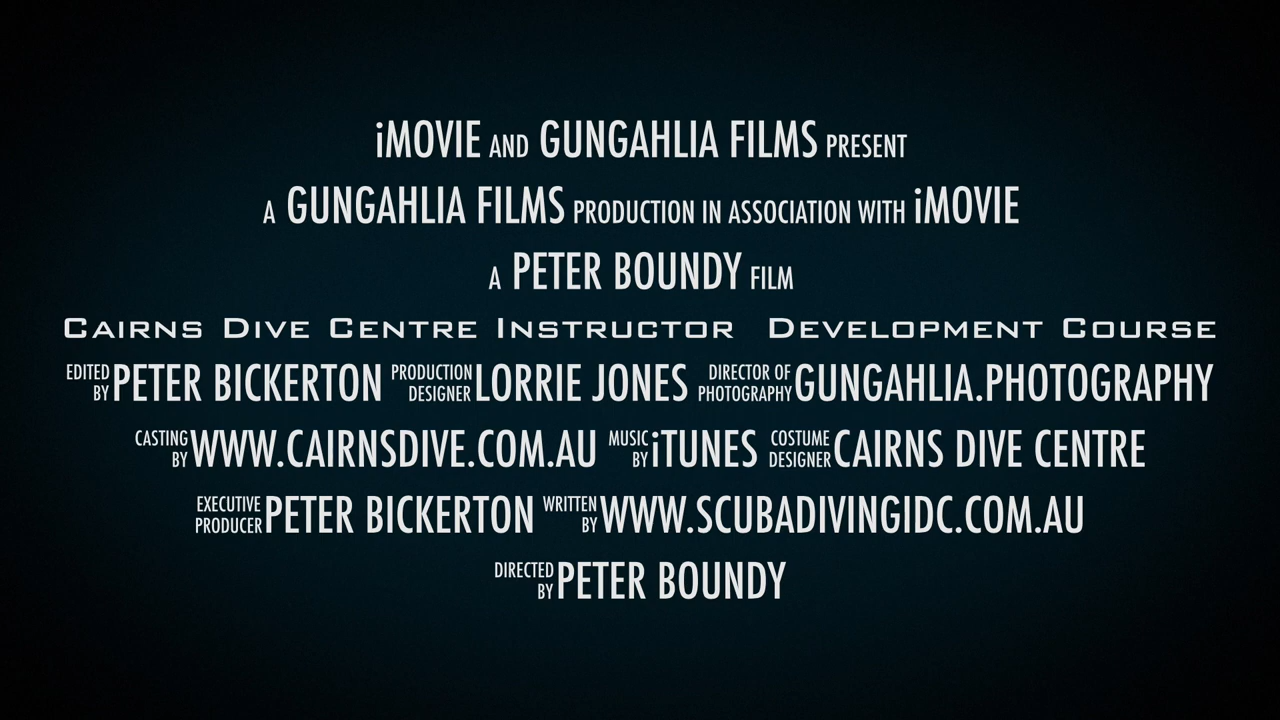 iMOVIE AND GUNGAHLIA FILMS PRESENT
A GUNGAHLIA FILMS PRODUCTION IN ASSOCIATION WITH iMOVIE
A PETER BOUNDY FILM
CAIRNS DIVE CENTRE INSTRUCTOR DEVELOPMENT COURSE
EDITED BY PETER BICKERTON PRODUCTION DESIGNER LORRIE JONES DIRECTOR OF PHOTOGRAPHY GUNGAHLIA.PHOTOGRAPHY
CASTING BY WWW.CAIRNSDIVE.COM.AU MUSIC BY iTUNES COSTUME DESIGNER CAIRNS DIVE CENTRE
EXECUTIVE PRODUCER PETER BICKERTON WRITTEN BY WWW.SCUBADIVINGIDC.COM.AU
DIRECTED BY PETER BOUNDY